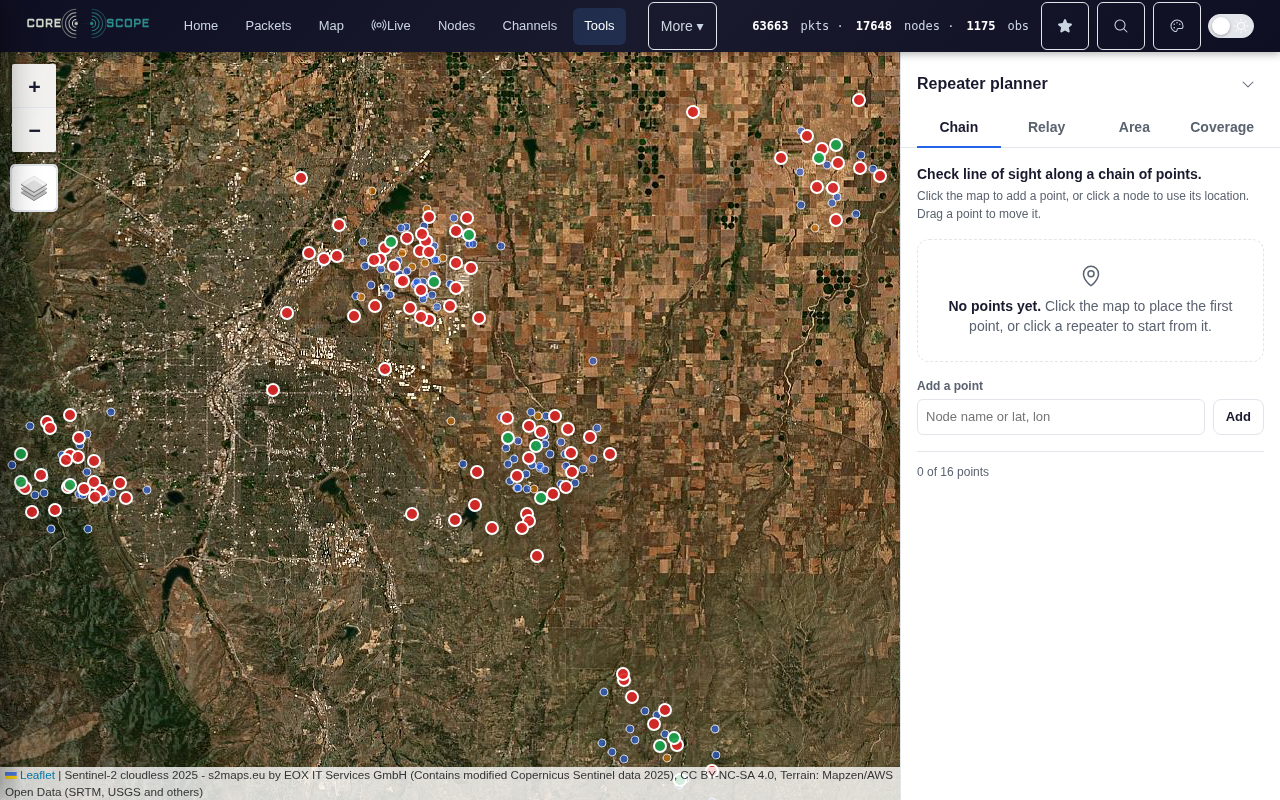 CORE SCOPE
Home Packets Map Live Nodes Channels Tools More ▾ 63663 pkts · 17648 nodes · 1175 obs
+
−
Repeater planner
Chain Relay Area Coverage
Check line of sight along a chain of points.
Click the map to add a point, or click a node to use its location.
Drag a point to move it.
No points yet. Click the map to place the first
point, or click a repeater to start from it.
Add a point
Node name or lat, lon Add
0 of 16 points
Leaflet | Sentinel-2 cloudless 2025 - s2maps.eu by EOX IT Services GmbH (Contains modified Copernicus Sentinel data 2025), CC BY-NC-SA 4.0, Terrain: Mapzen/AWS
Open Data (SRTM, USGS and others)